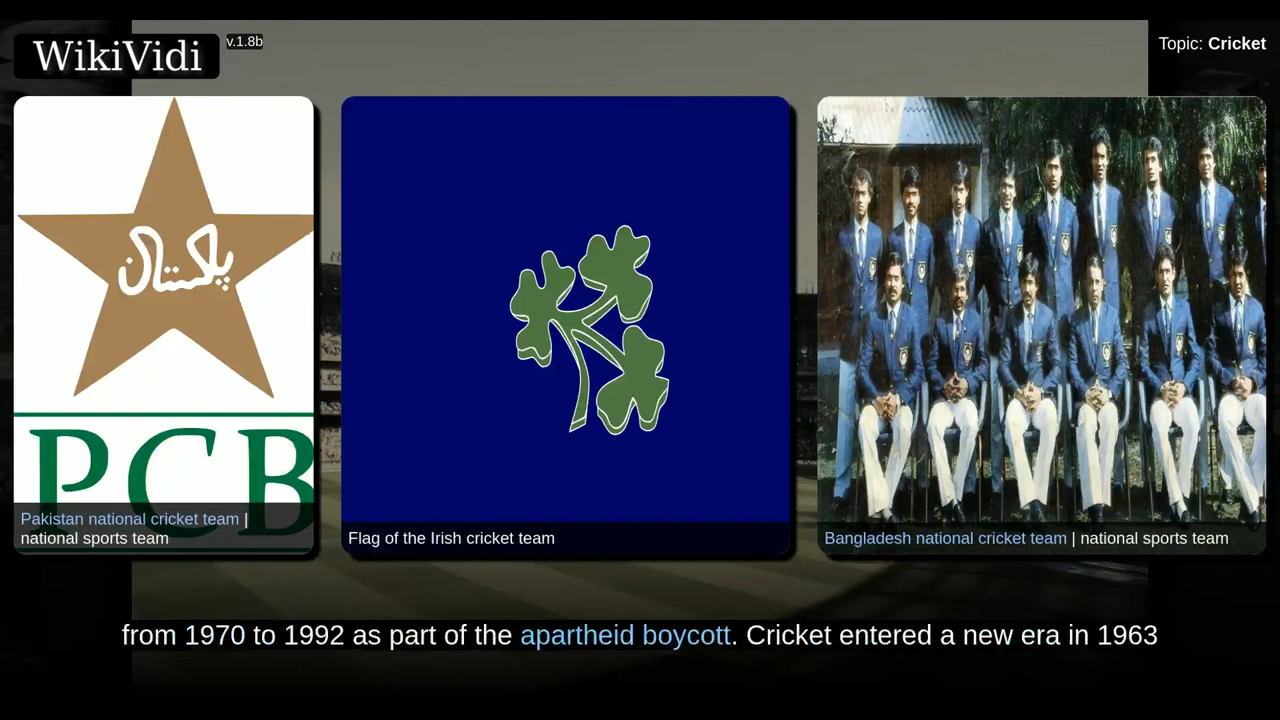 WikiVidi
v.1.8b
Topic: Cricket
پاکستان
PCB
Pakistan national cricket team |
national sports team
Flag of the Irish cricket team
Bangladesh national cricket team | national sports team
from 1970 to 1992 as part of the apartheid boycott. Cricket entered a new era in 1963